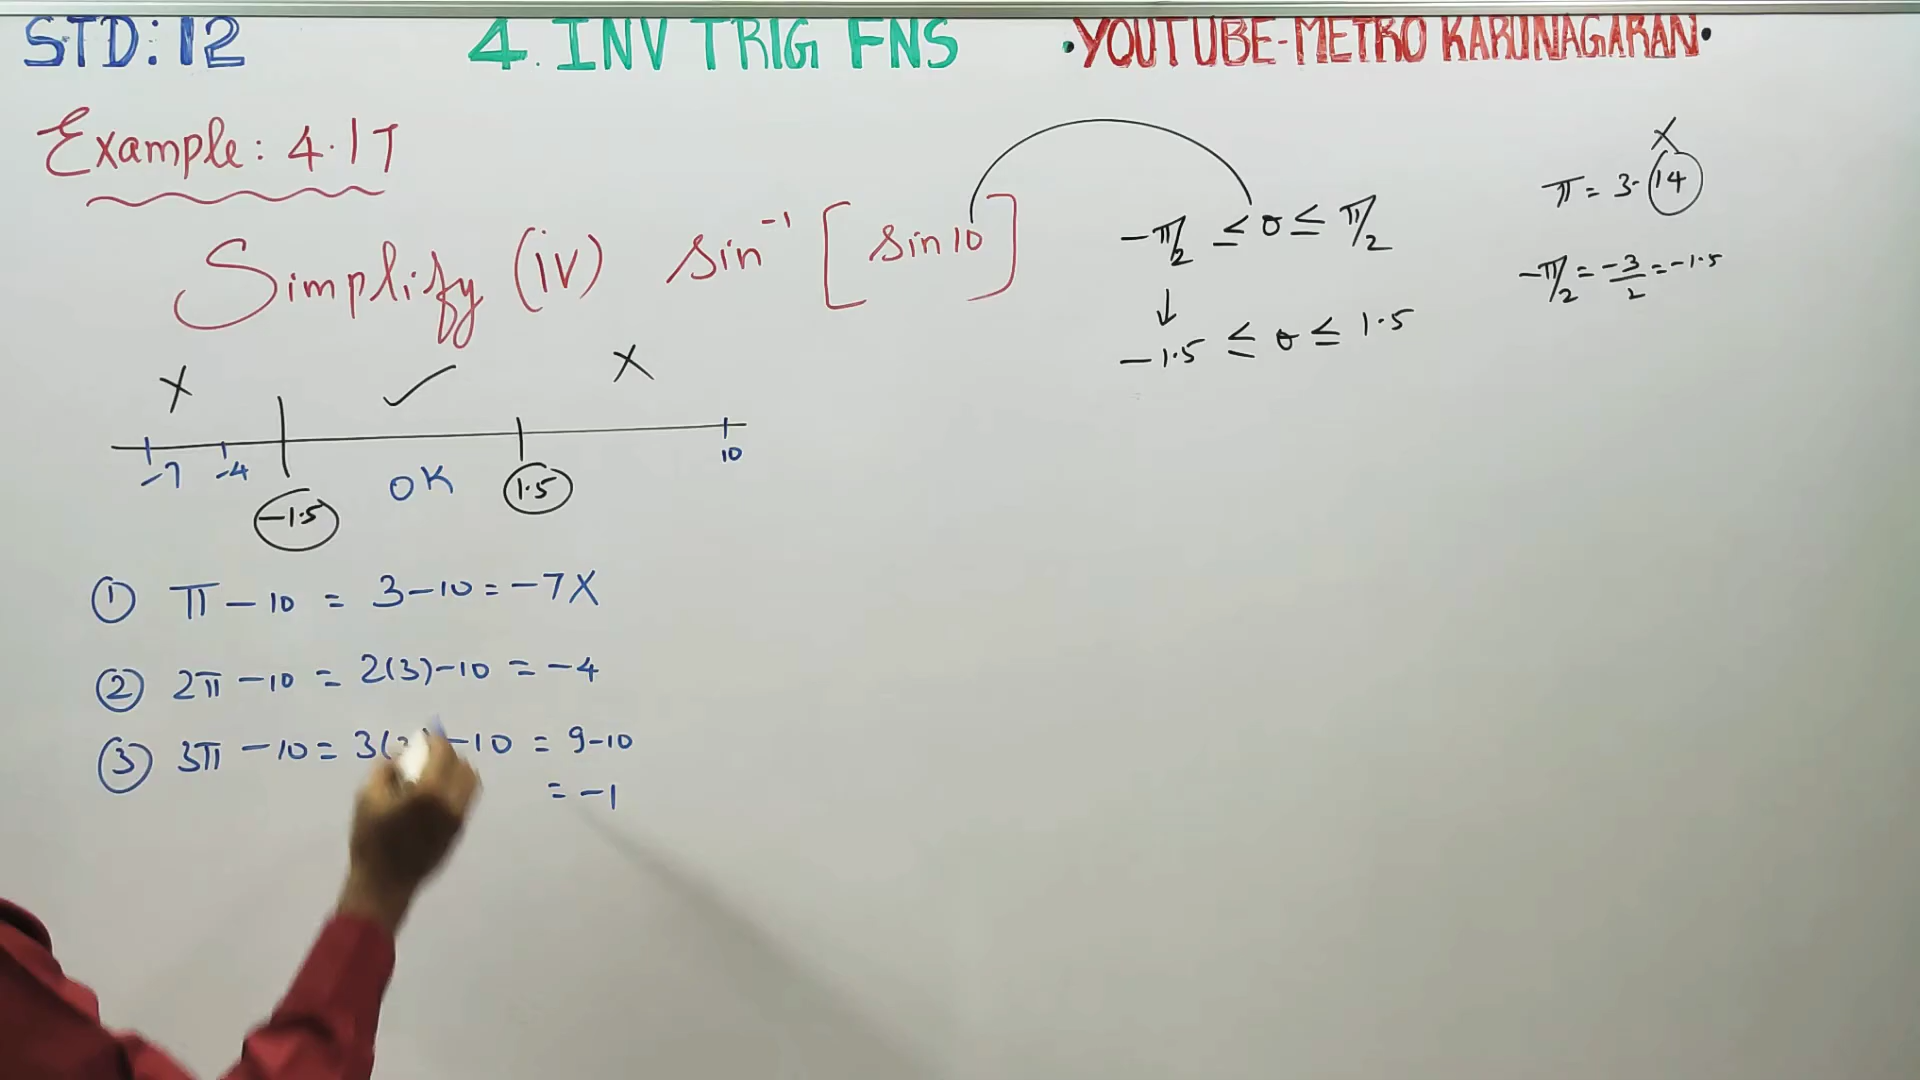 STD: 12
4. INV TRIG FNS
•YOUTUBE-METRO KARUNAGARAN•
Example: 4.17
Simplify (iv) sin⁻¹ [sin 10]
-π/2 ≤ θ ≤ π/2
↓
-1.5 ≤ θ ≤ 1.5
X
π = 3.14
-π/2 = -3/2 = -1.5
X ✓ X
-7 -4 10
-1.5 OK 1.5
① π - 10 = 3 - 10 = -7 X
② 2π - 10 = 2(3) - 10 = -4
③ 3π - 10 = 3( ) - 10 = 9 - 10
= -1